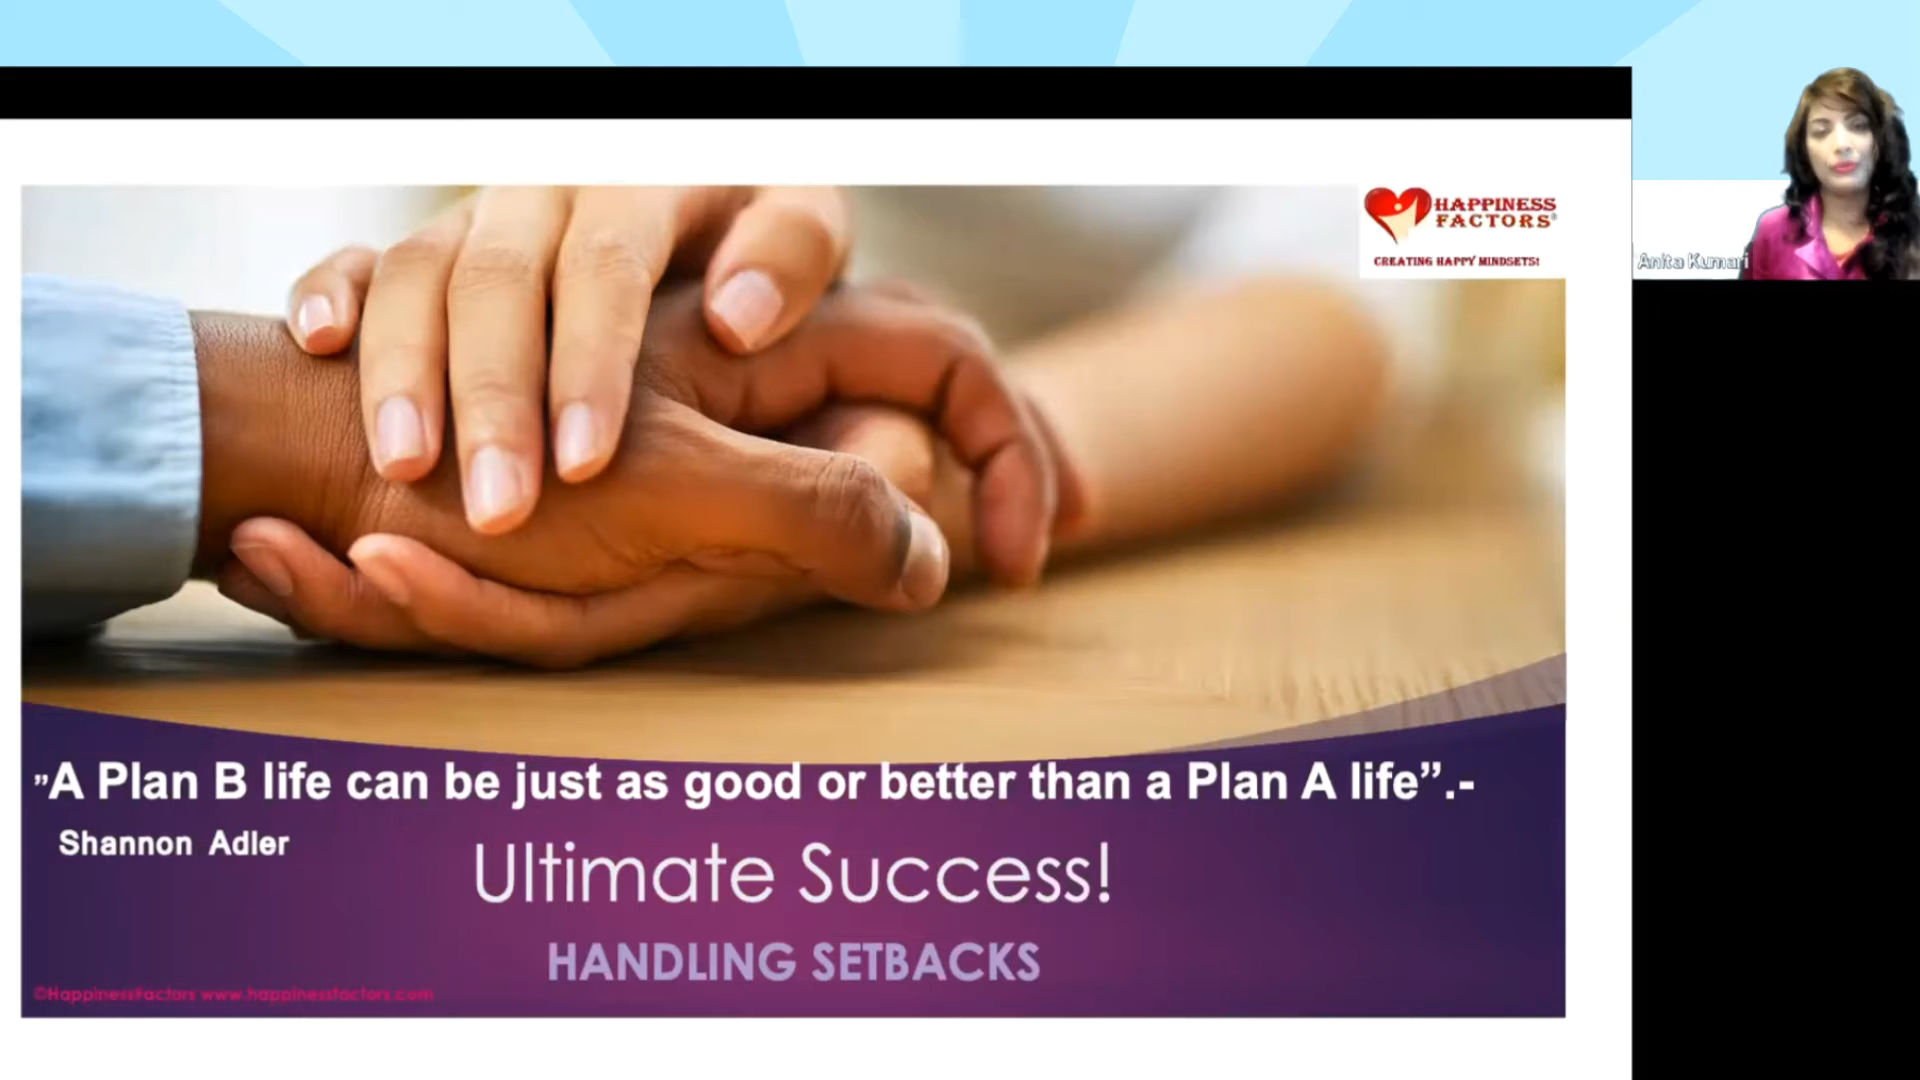 HAPPINESS
FACTORS®
CREATING HAPPY MINDSETS!
Anita Kumari
”A Plan B life can be just as good or better than a Plan A life”.-
Shannon Adler
Ultimate Success!
HANDLING SETBACKS
©HappinessFactors www.happinessfactors.com